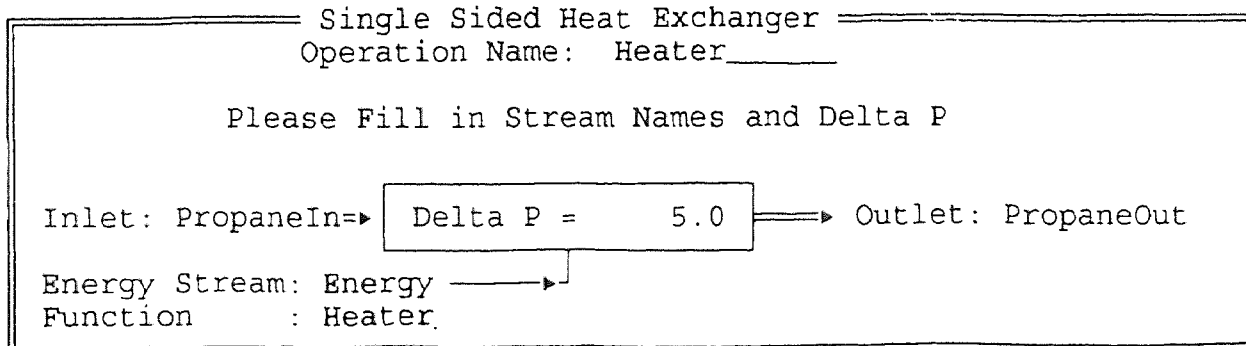 Single Sided Heat Exchanger
Operation Name: Heater______
Please Fill in Stream Names and Delta P
Inlet: PropaneIn=▸ Delta P = 5.0 ══▸ Outlet: PropaneOut
Energy Stream: Energy
Function : Heater